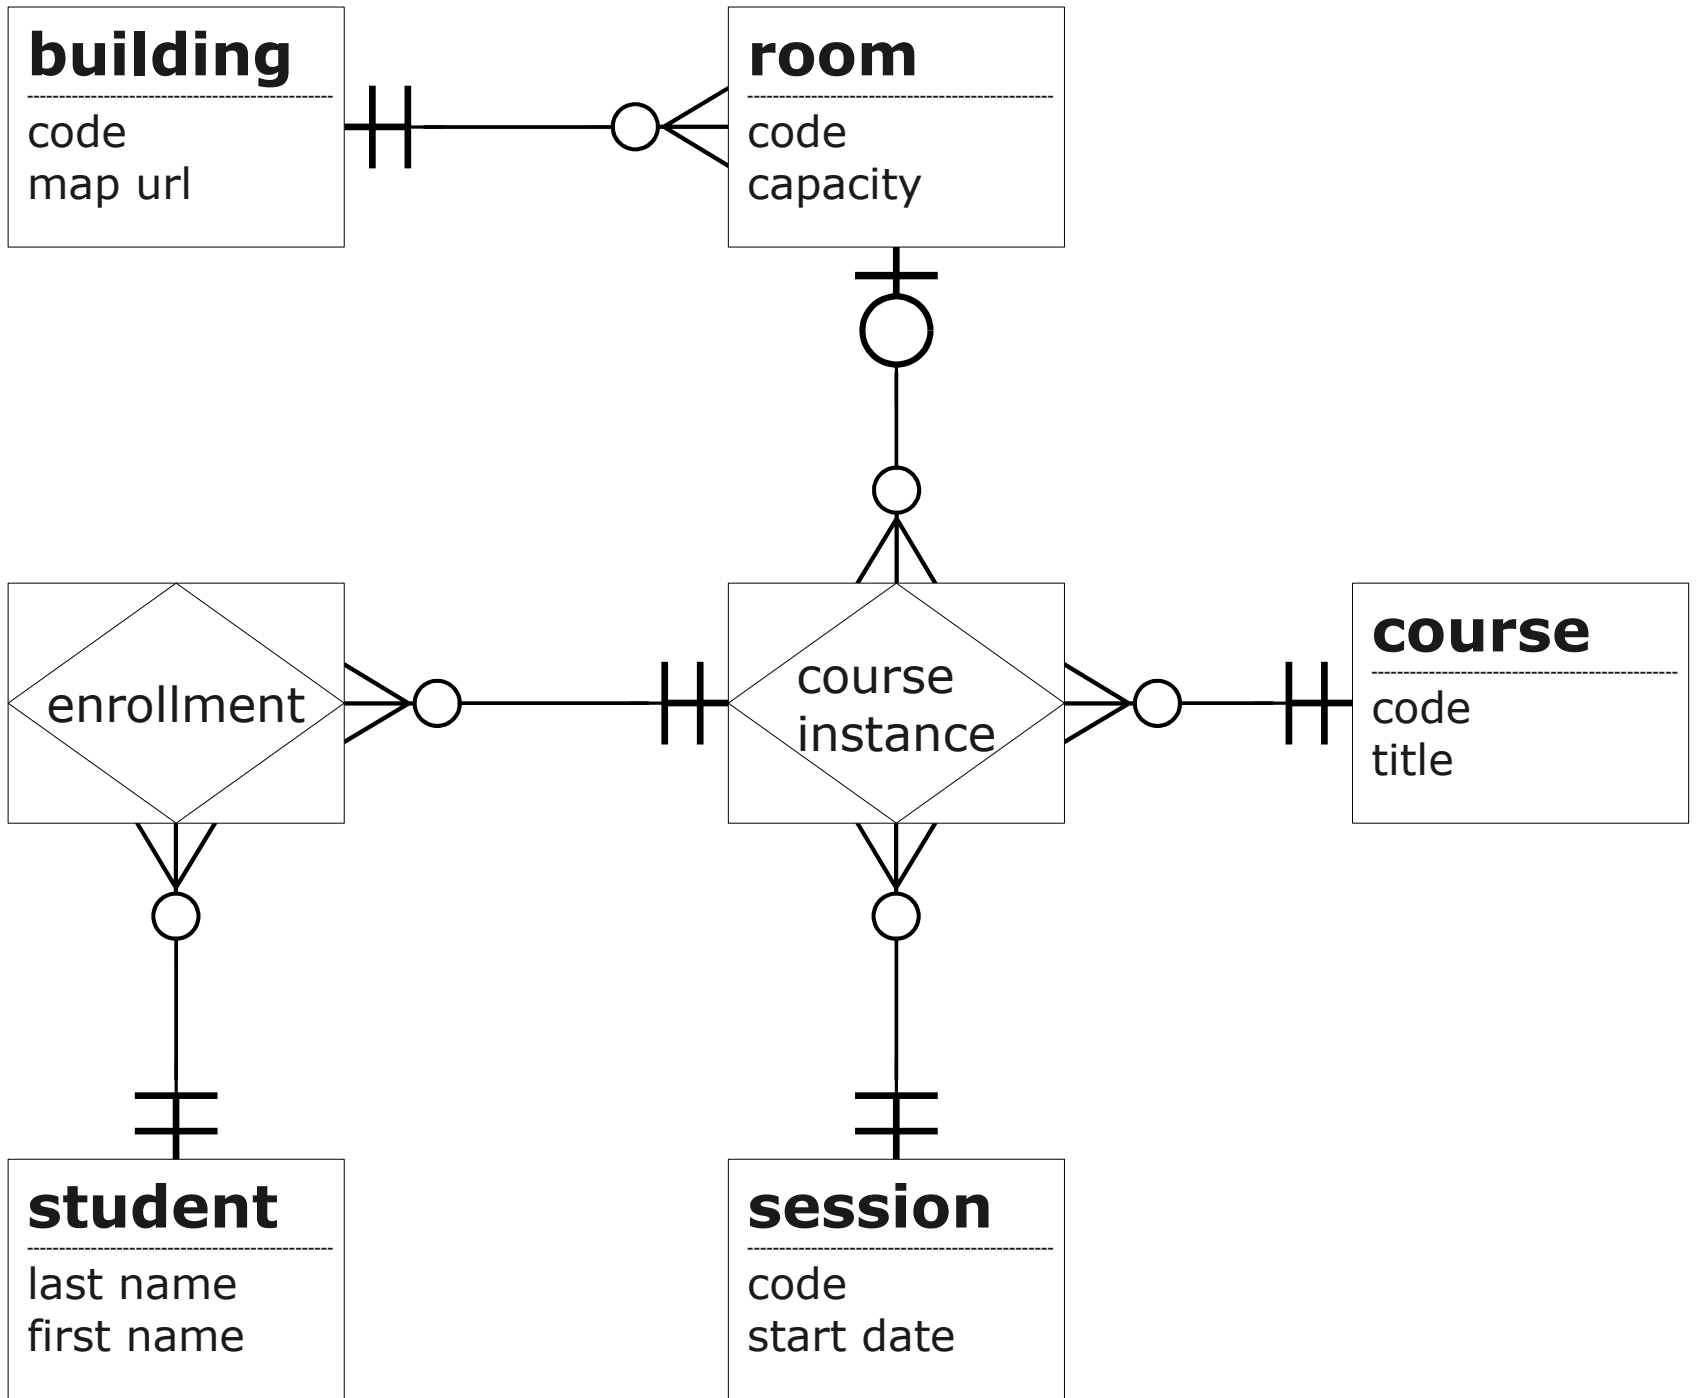 building
code
map url
room
code
capacity
enrollment
course
instance
course
code
title
student
last name
first name
session
code
start date